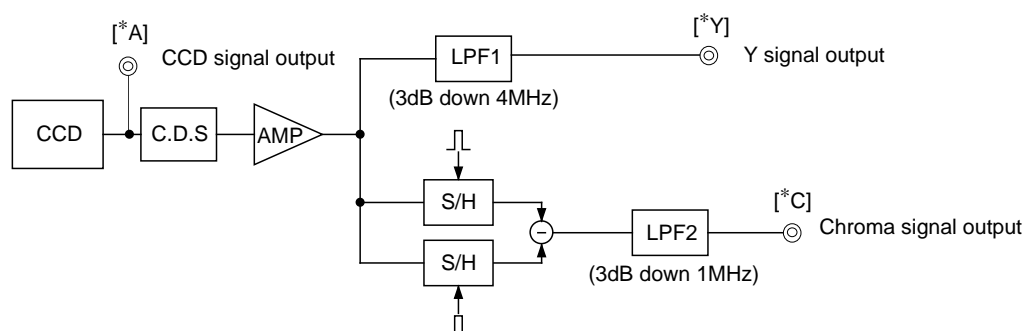 [*A]
CCD signal output
[*Y]
Y signal output
LPF1
(3dB down 4MHz)
CCD
C.D.S
AMP
S/H
S/H
−
LPF2
(3dB down 1MHz)
[*C]
Chroma signal output